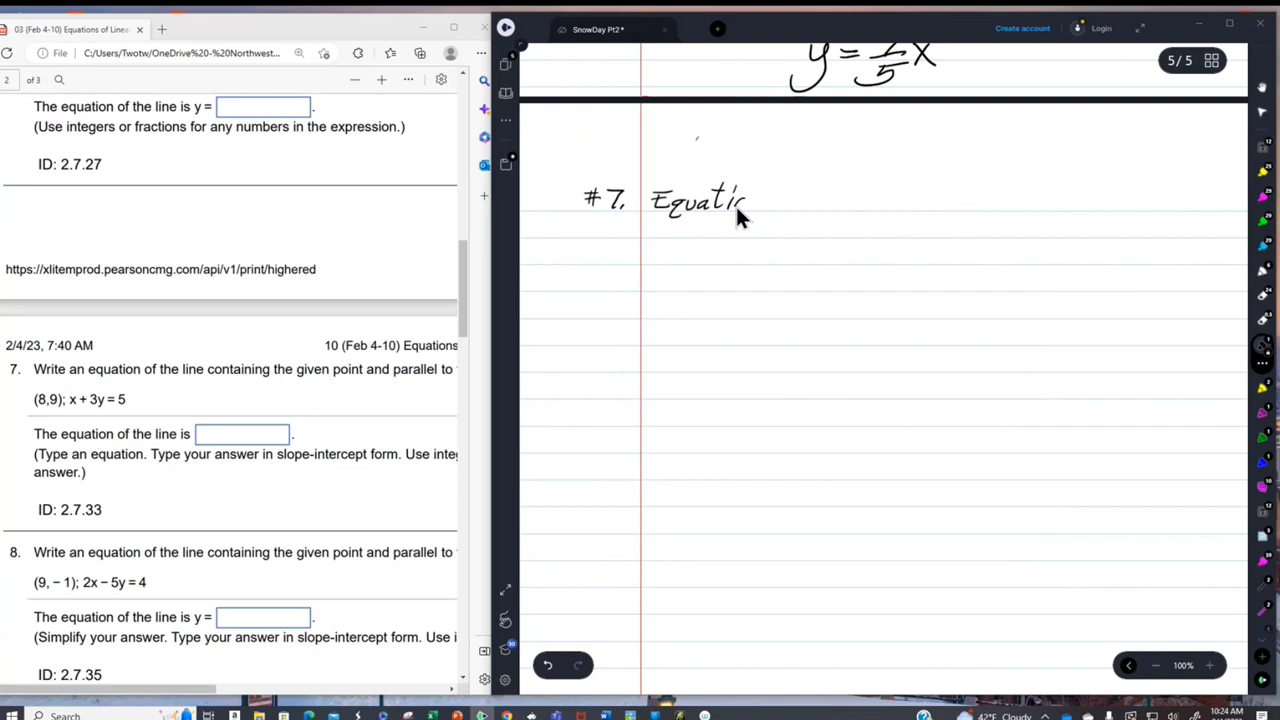 03 (Feb 4-10) Equations of Linea
File
C:/Users/Twotw/OneDrive%20-%20Northwest
2 of 3
The equation of the line is y = .
(Use integers or fractions for any numbers in the expression.)
ID: 2.7.27
https://xlitemprod.pearsoncmg.com/api/v1/print/highered
2/4/23, 7:40 AM
10 (Feb 4-10) Equations
7. Write an equation of the line containing the given point and parallel to
(8,9); x + 3y = 5
The equation of the line is .
(Type an equation. Type your answer in slope-intercept form. Use inte
answer.)
ID: 2.7.33
8. Write an equation of the line containing the given point and parallel to
(9, − 1); 2x − 5y = 4
The equation of the line is y = .
(Simplify your answer. Type your answer in slope-intercept form. Use i
ID: 2.7.35
SnowDay Pt2*
Create account
Login
5/5
#7. Equatio
100%
Search
42°F Cloudy
10:24 AM